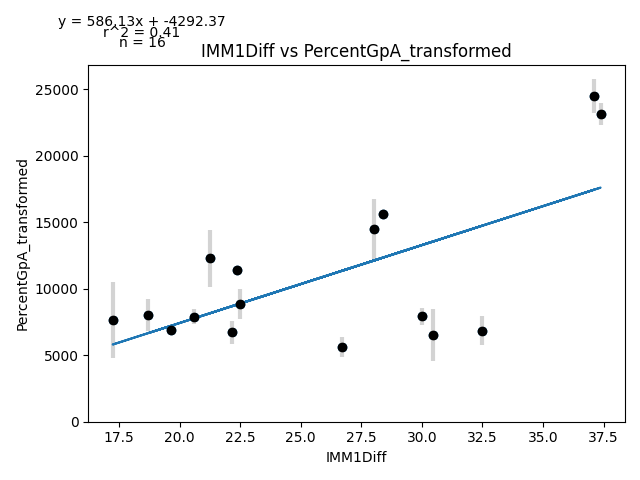 y = 586.13x + -4292.37
r^2 = 0.41
n = 16
IMM1Diff vs PercentGpA_transformed
25000
20000
15000
10000
5000
0
PercentGpA_transformed
17.5 20.0 22.5 25.0 27.5 30.0 32.5 35.0 37.5
IMM1Diff